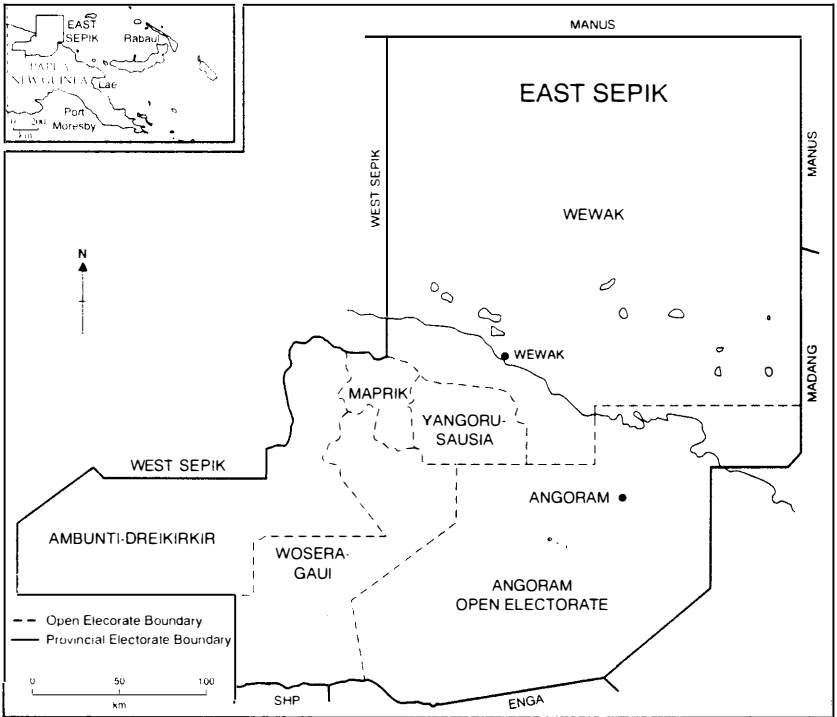 EAST
SEPIK
Rabaul
PAPUA
NEW GUINEA
Lae
Port
Moresby
0 200
km
MANUS
EAST SEPIK
MANUS
WEST SEPIK
WEWAK
N
WEWAK
MADANG
MAPRIK
YANGORU-
SAUSIA
WEST SEPIK
ANGORAM
AMBUNTI-DREIKIRKIR
WOSERA-
GAUI
ANGORAM
OPEN ELECTORATE
Open Elecorate Boundary
Provincial Electorate Boundary
0 50 100
km
SHP
ENGA